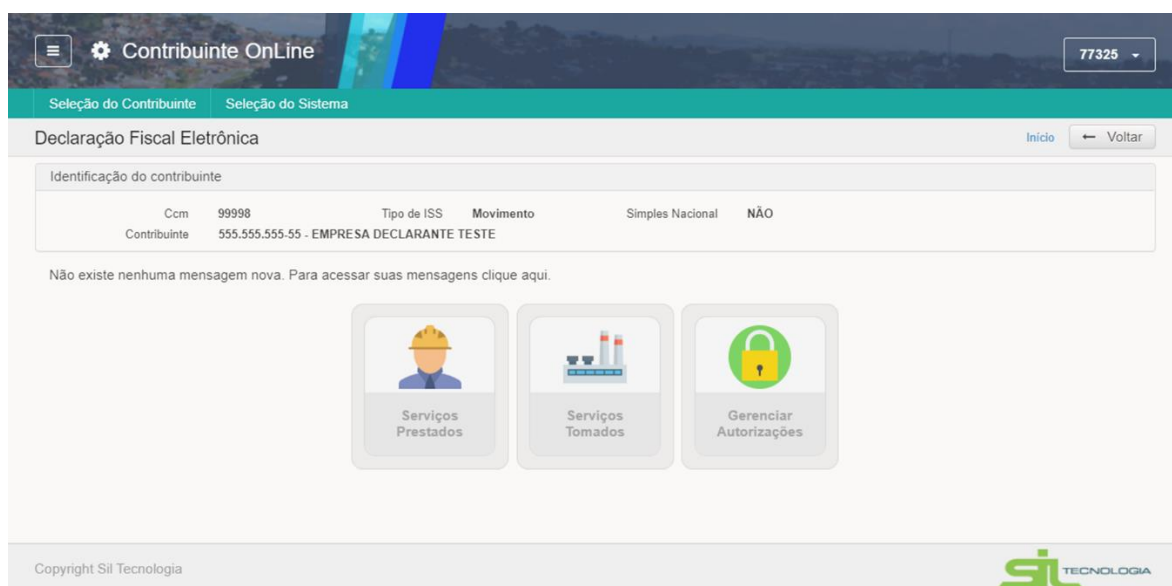 Contribuinte OnLine
77325
Seleção do Contribuinte Seleção do Sistema
Declaração Fiscal Eletrônica
Início
← Voltar
Identificação do contribuinte
Ccm 99998 Tipo de ISS Movimento Simples Nacional NÃO
Contribuinte 555.555.555-55 - EMPRESA DECLARANTE TESTE
Não existe nenhuma mensagem nova. Para acessar suas mensagens clique aqui.
Serviços
Prestados
Serviços
Tomados
Gerenciar
Autorizações
Copyright Sil Tecnologia
SIL TECNOLOGIA